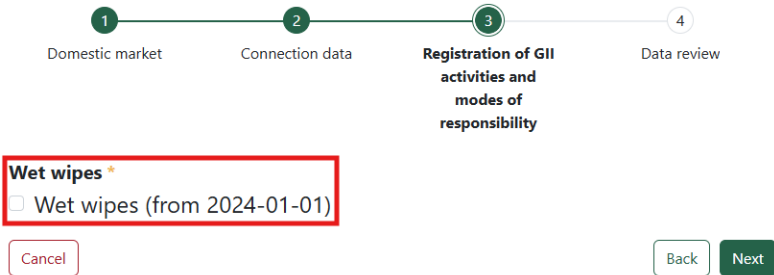 1
2
3
4
Domestic market
Connection data
Registration of GII
activities and
modes of
responsibility
Data review
Wet wipes *
Wet wipes (from 2024-01-01)
Cancel
Back
Next